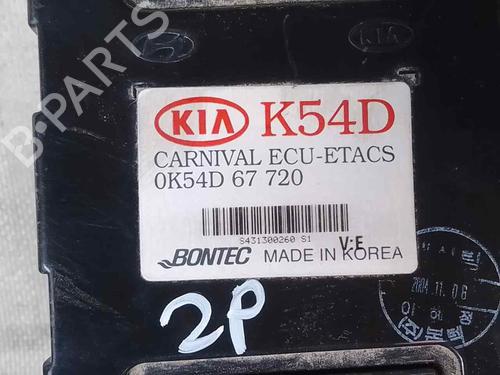 B-PARTS
KIA
KIA K54D
CARNIVAL ECU-ETACS
0K54D 67 720
S431300260 S1
V:E
BONTEC MADE IN KOREA
2004.11.06
2P